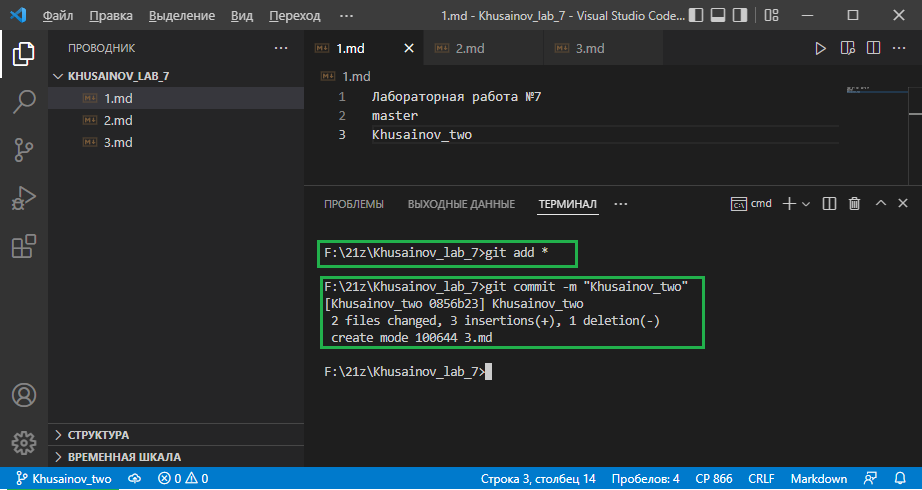 Файл Правка Выделение Вид Переход ··· 1.md - Khusainov_lab_7 - Visual Studio Code...
ПРОВОДНИК ···
KHUSAINOV_LAB_7
1.md
2.md
3.md
СТРУКТУРА
ВРЕМЕННАЯ ШКАЛА
1.md 2.md 3.md
1.md
1 Лабораторная работа №7
2 master
3 Khusainov_two
ПРОБЛЕМЫ ВЫХОДНЫЕ ДАННЫЕ ТЕРМИНАЛ ··· cmd
F:\21z\Khusainov_lab_7>git add *
F:\21z\Khusainov_lab_7>git commit -m "Khusainov_two"
[Khusainov_two 0856b23] Khusainov_two
2 files changed, 3 insertions(+), 1 deletion(-)
create mode 100644 3.md
F:\21z\Khusainov_lab_7>
Khusainov_two 0 0 Строка 3, столбец 14 Пробелов: 4 CP 866 CRLF Markdown